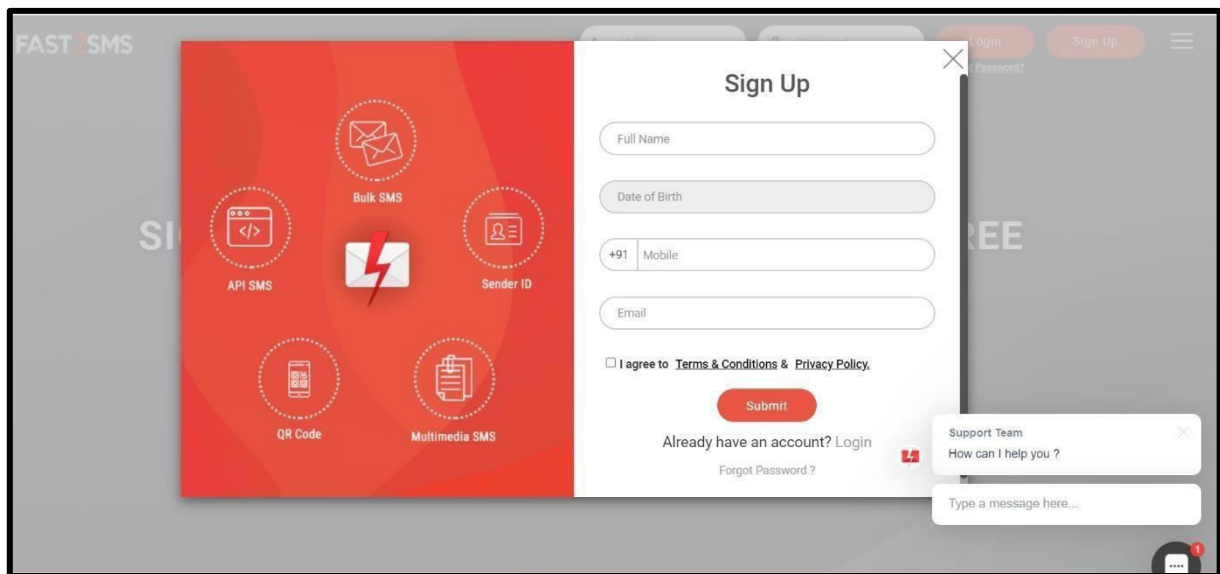 FAST2SMS
Login
Sign Up
Password?
SI
REE
Bulk SMS
API SMS
Sender ID
QR Code
Multimedia SMS
Sign Up
Full Name
Date of Birth
+91 Mobile
Email
I agree to Terms & Conditions & Privacy Policy.
Submit
Already have an account? Login
Forgot Password ?
Support Team
How can I help you ?
Type a message here...
1